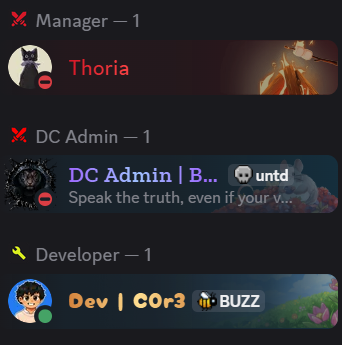 Manager — 1
Thoria
DC Admin — 1
DC Admin | B... untd
Speak the truth, even if your v...
Developer — 1
Dev | C0r3 BUZZ